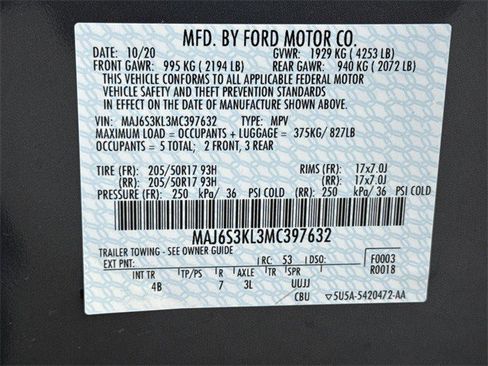 MFD. BY FORD MOTOR CO.
DATE: 10/20 GVWR: 1929 KG ( 4253 LB)
FRONT GAWR: 995 KG ( 2194 LB) REAR GAWR: 940 KG ( 2072 LB)
THIS VEHICLE CONFORMS TO ALL APPLICABLE FEDERAL MOTOR
VEHICLE SAFETY AND THEFT PREVENTION STANDARDS
IN EFFECT ON THE DATE OF MANUFACTURE SHOWN ABOVE.
VIN: MAJ6S3KL3MC397632 TYPE: MPV
MAXIMUM LOAD = OCCUPANTS + LUGGAGE = 375KG/ 827LB
OCCUPANTS = 5 TOTAL; 2 FRONT, 3 REAR
TIRE (FR): 205/50R17 93H RIMS (FR): 17x7.0J
(RR): 205/50R17 93H (RR): 17x7.0J
PRESSURE (FR): 250 kPa/ 36 PSI COLD (RR): 250 kPa/ 36 PSI COLD
MAJ6S3KL3MC397632
TRAILER TOWING - SEE OWNER GUIDE
EXT PNT: RC: 53 DSO: F0003
R0018
INT TR TP/PS R AXLE TR SPR
4B 7 3L UUJJ
CBU ▽5U5A-5420472-AA